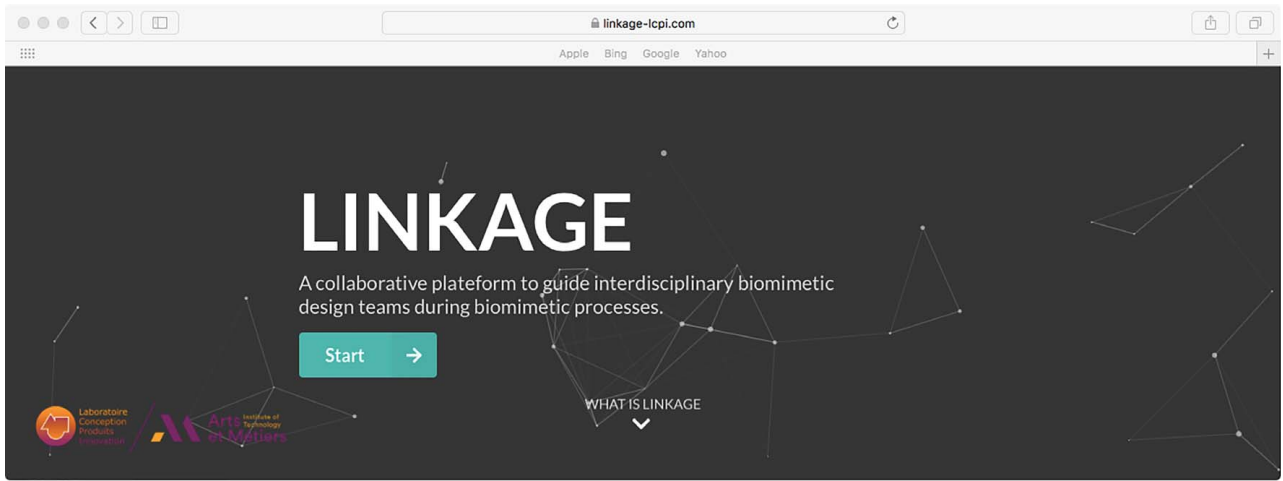 linkage-lcpi.com
Apple Bing Google Yahoo
LINKAGE
A collaborative plateform to guide interdisciplinary biomimetic
design teams during biomimetic processes.
Start
WHAT IS LINKAGE
Laboratoire
Conception
Produits
Innovation
Arts
et Métiers
Institute of
Technology